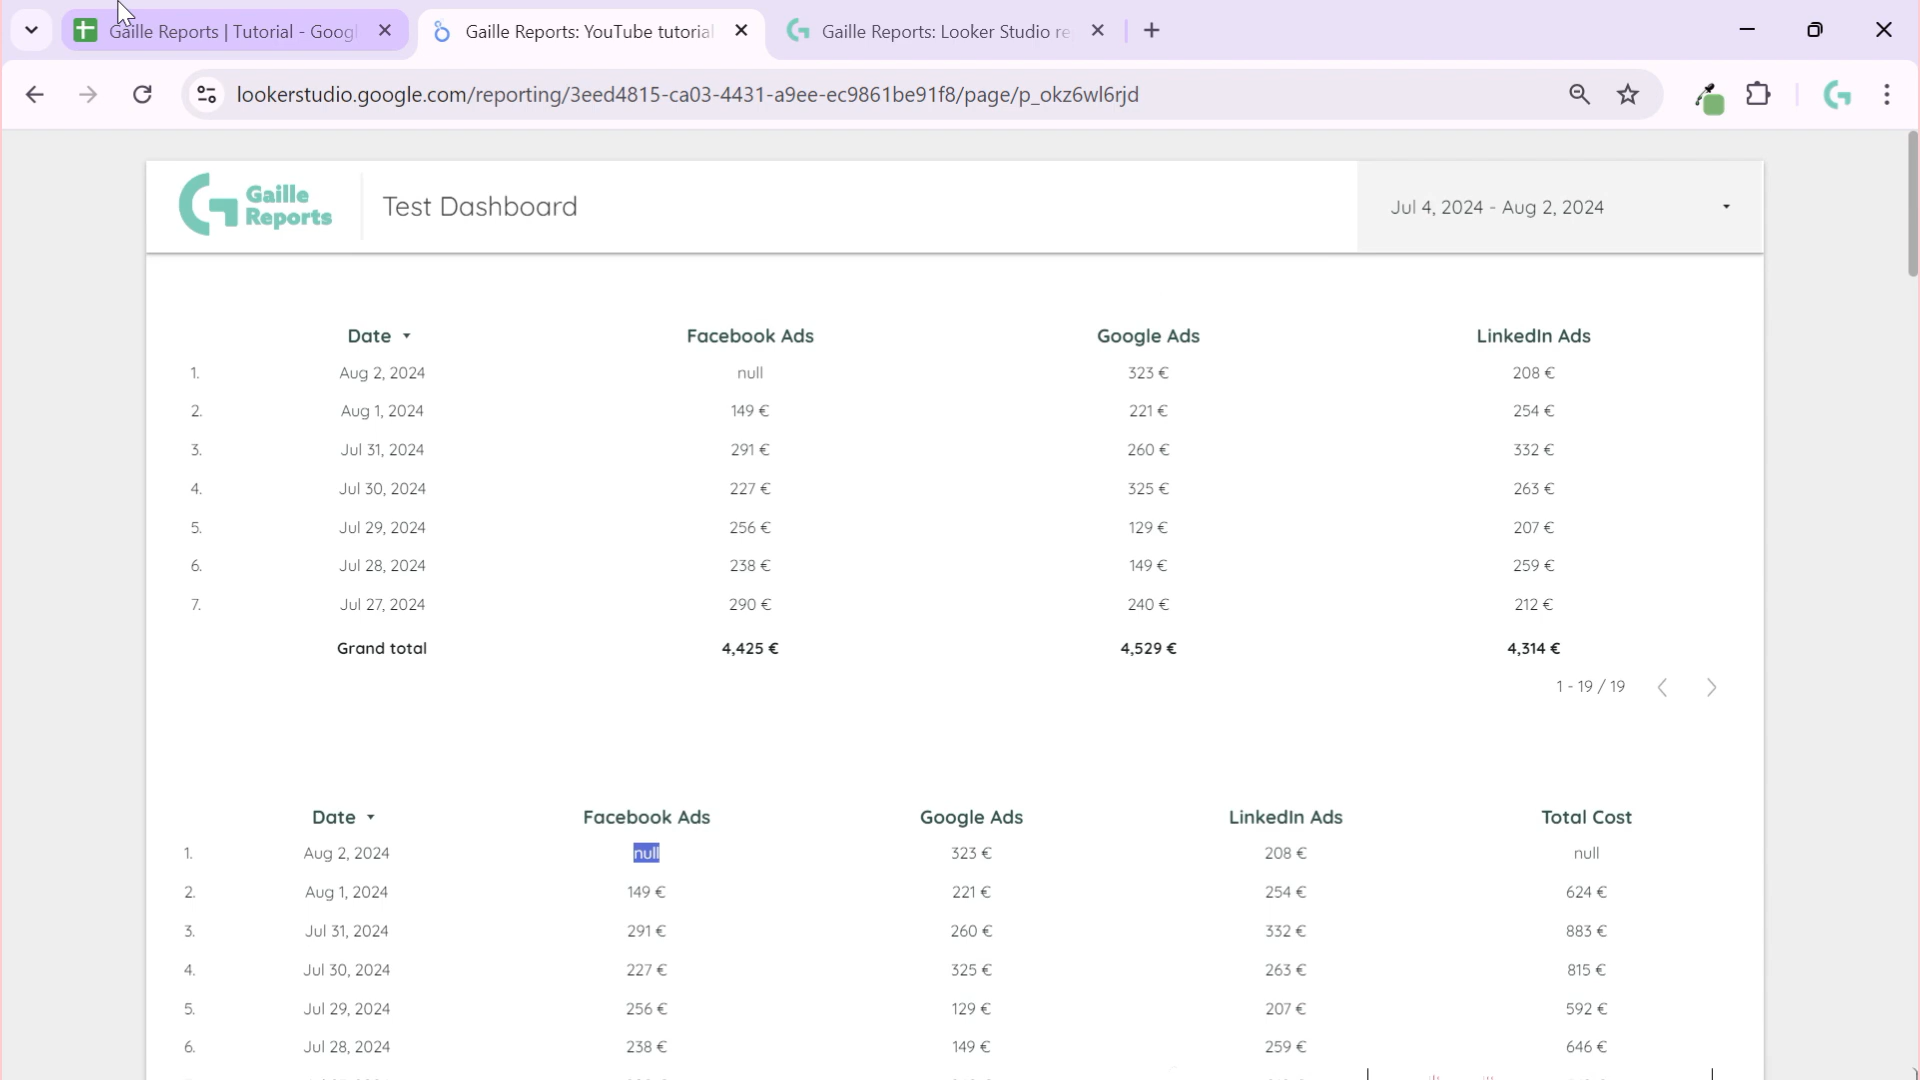 Gaille Reports | Tutorial - Googl
Gaille Reports: YouTube tutorial
Gaille Reports: Looker Studio re
lookerstudio.google.com/reporting/3eed4815-ca03-4431-a9ee-ec9861be91f8/page/p_okz6wl6rjd
Gaille
Reports
Test Dashboard
Jul 4, 2024 - Aug 2, 2024
Date Facebook Ads Google Ads LinkedIn Ads
1. Aug 2, 2024 null 323 € 208 €
2. Aug 1, 2024 149 € 221 € 254 €
3. Jul 31, 2024 291 € 260 € 332 €
4. Jul 30, 2024 227 € 325 € 263 €
5. Jul 29, 2024 256 € 129 € 207 €
6. Jul 28, 2024 238 € 149 € 259 €
7. Jul 27, 2024 290 € 240 € 212 €
Grand total 4,425 € 4,529 € 4,314 €
1 - 19 / 19
Date Facebook Ads Google Ads LinkedIn Ads Total Cost
1. Aug 2, 2024 null 323 € 208 € null
2. Aug 1, 2024 149 € 221 € 254 € 624 €
3. Jul 31, 2024 291 € 260 € 332 € 883 €
4. Jul 30, 2024 227 € 325 € 263 € 815 €
5. Jul 29, 2024 256 € 129 € 207 € 592 €
6. Jul 28, 2024 238 € 149 € 259 € 646 €